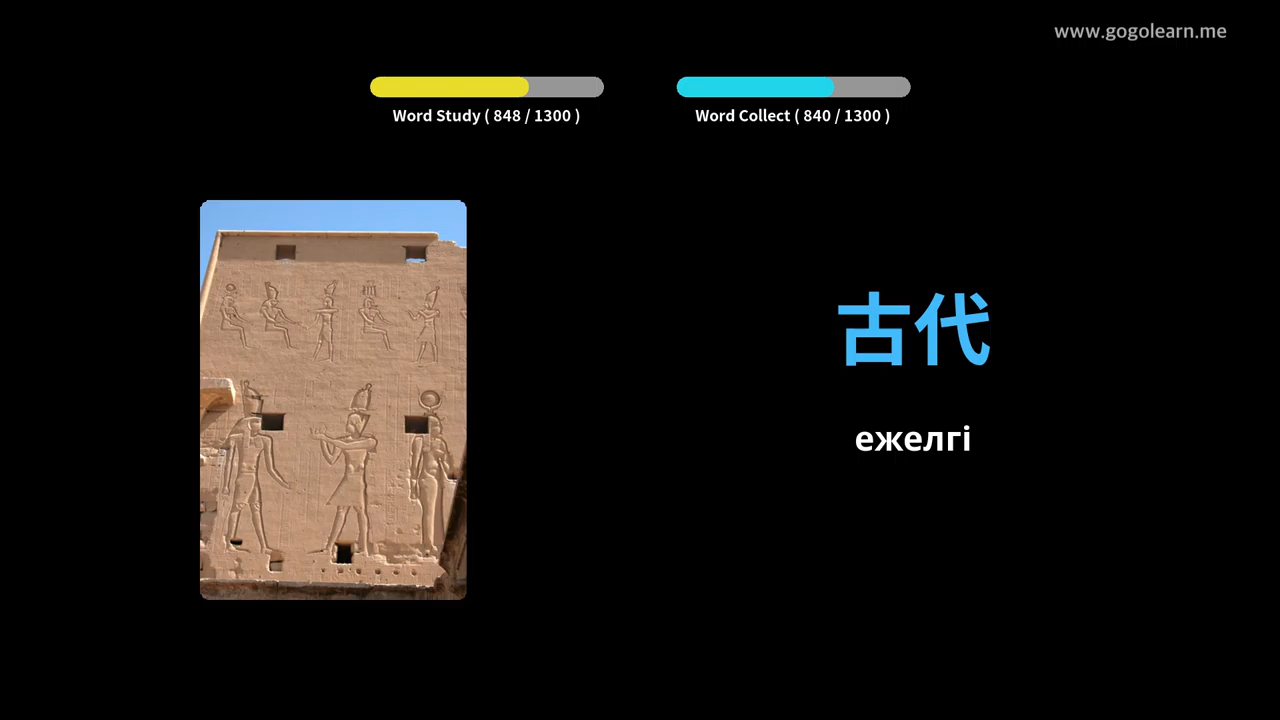 www.gogolearn.me
Word Study ( 848 / 1300 )
Word Collect ( 840 / 1300 )
古代
ежелгі